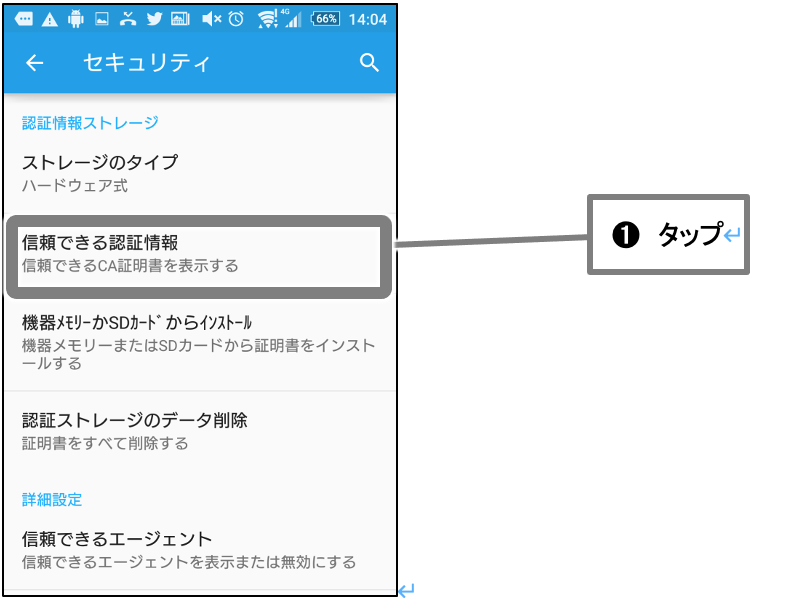 4G 66% 14:04
セキュリティ
認証情報ストレージ
ストレージのタイプ
ハードウェア式
信頼できる認証情報
信頼できるCA証明書を表示する
❶ タップ↵
機器ﾒﾓﾘｰかSDｶｰﾄﾞからｲﾝｽﾄｰﾙ
機器メモリーまたはSDカードから証明書をインスト
ールする
認証ストレージのデータ削除
証明書をすべて削除する
詳細設定
信頼できるエージェント
信頼できるエージェントを表示または無効にする
↵